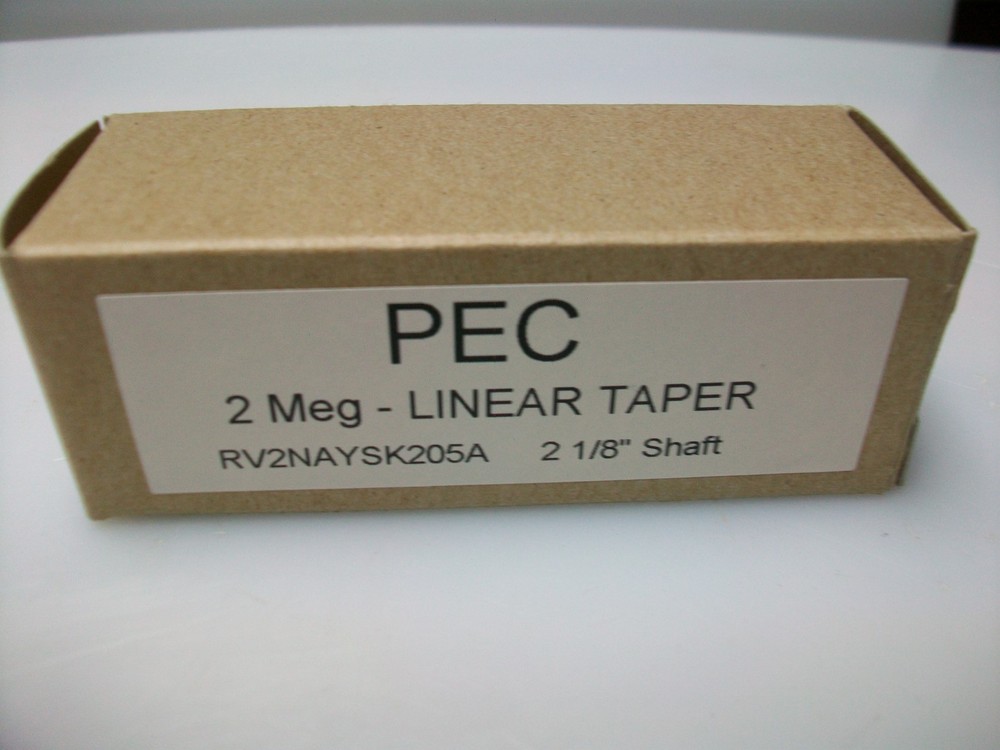 PEC
2 Meg - LINEAR TAPER
RV2NAYSK205A 2 1/8" Shaft